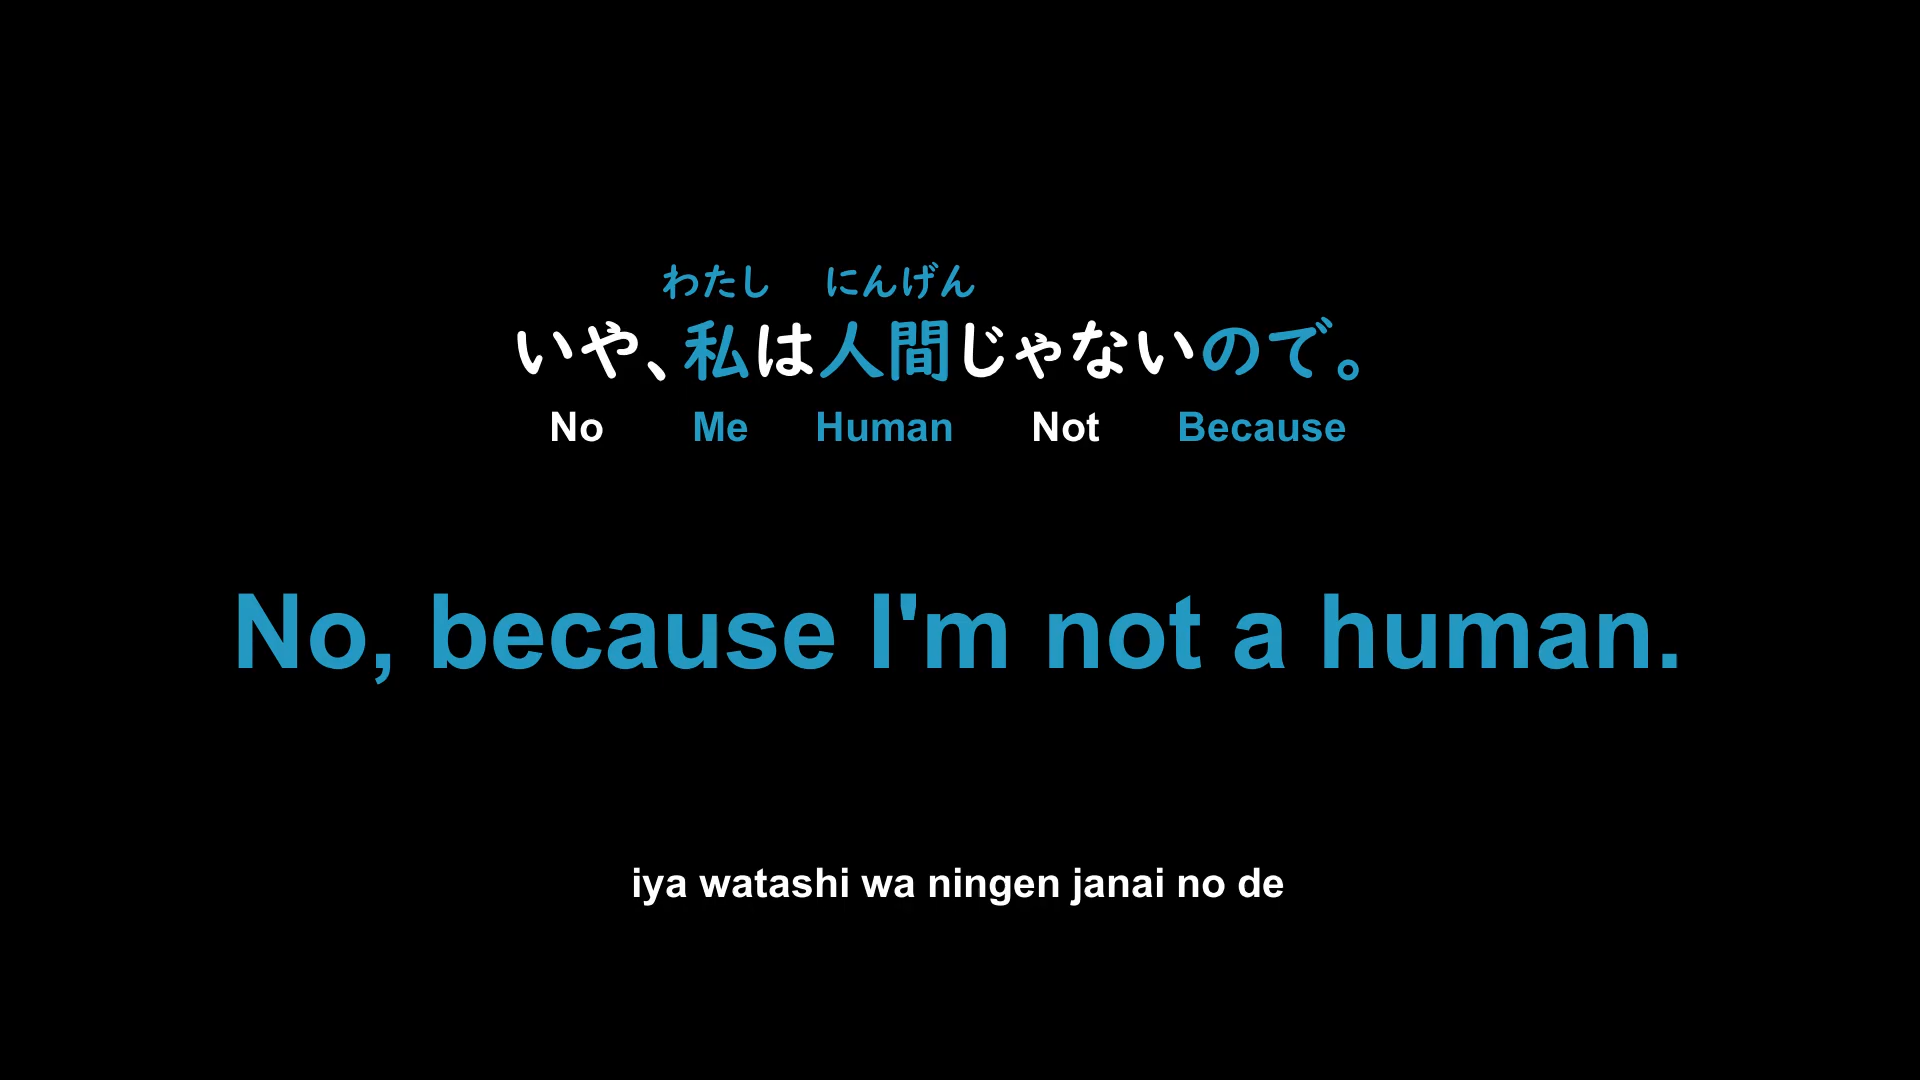 わたし にんげん
いや、私は人間じゃないので。
No Me Human Not Because
No, because I'm not a human.
iya watashi wa ningen janai no de